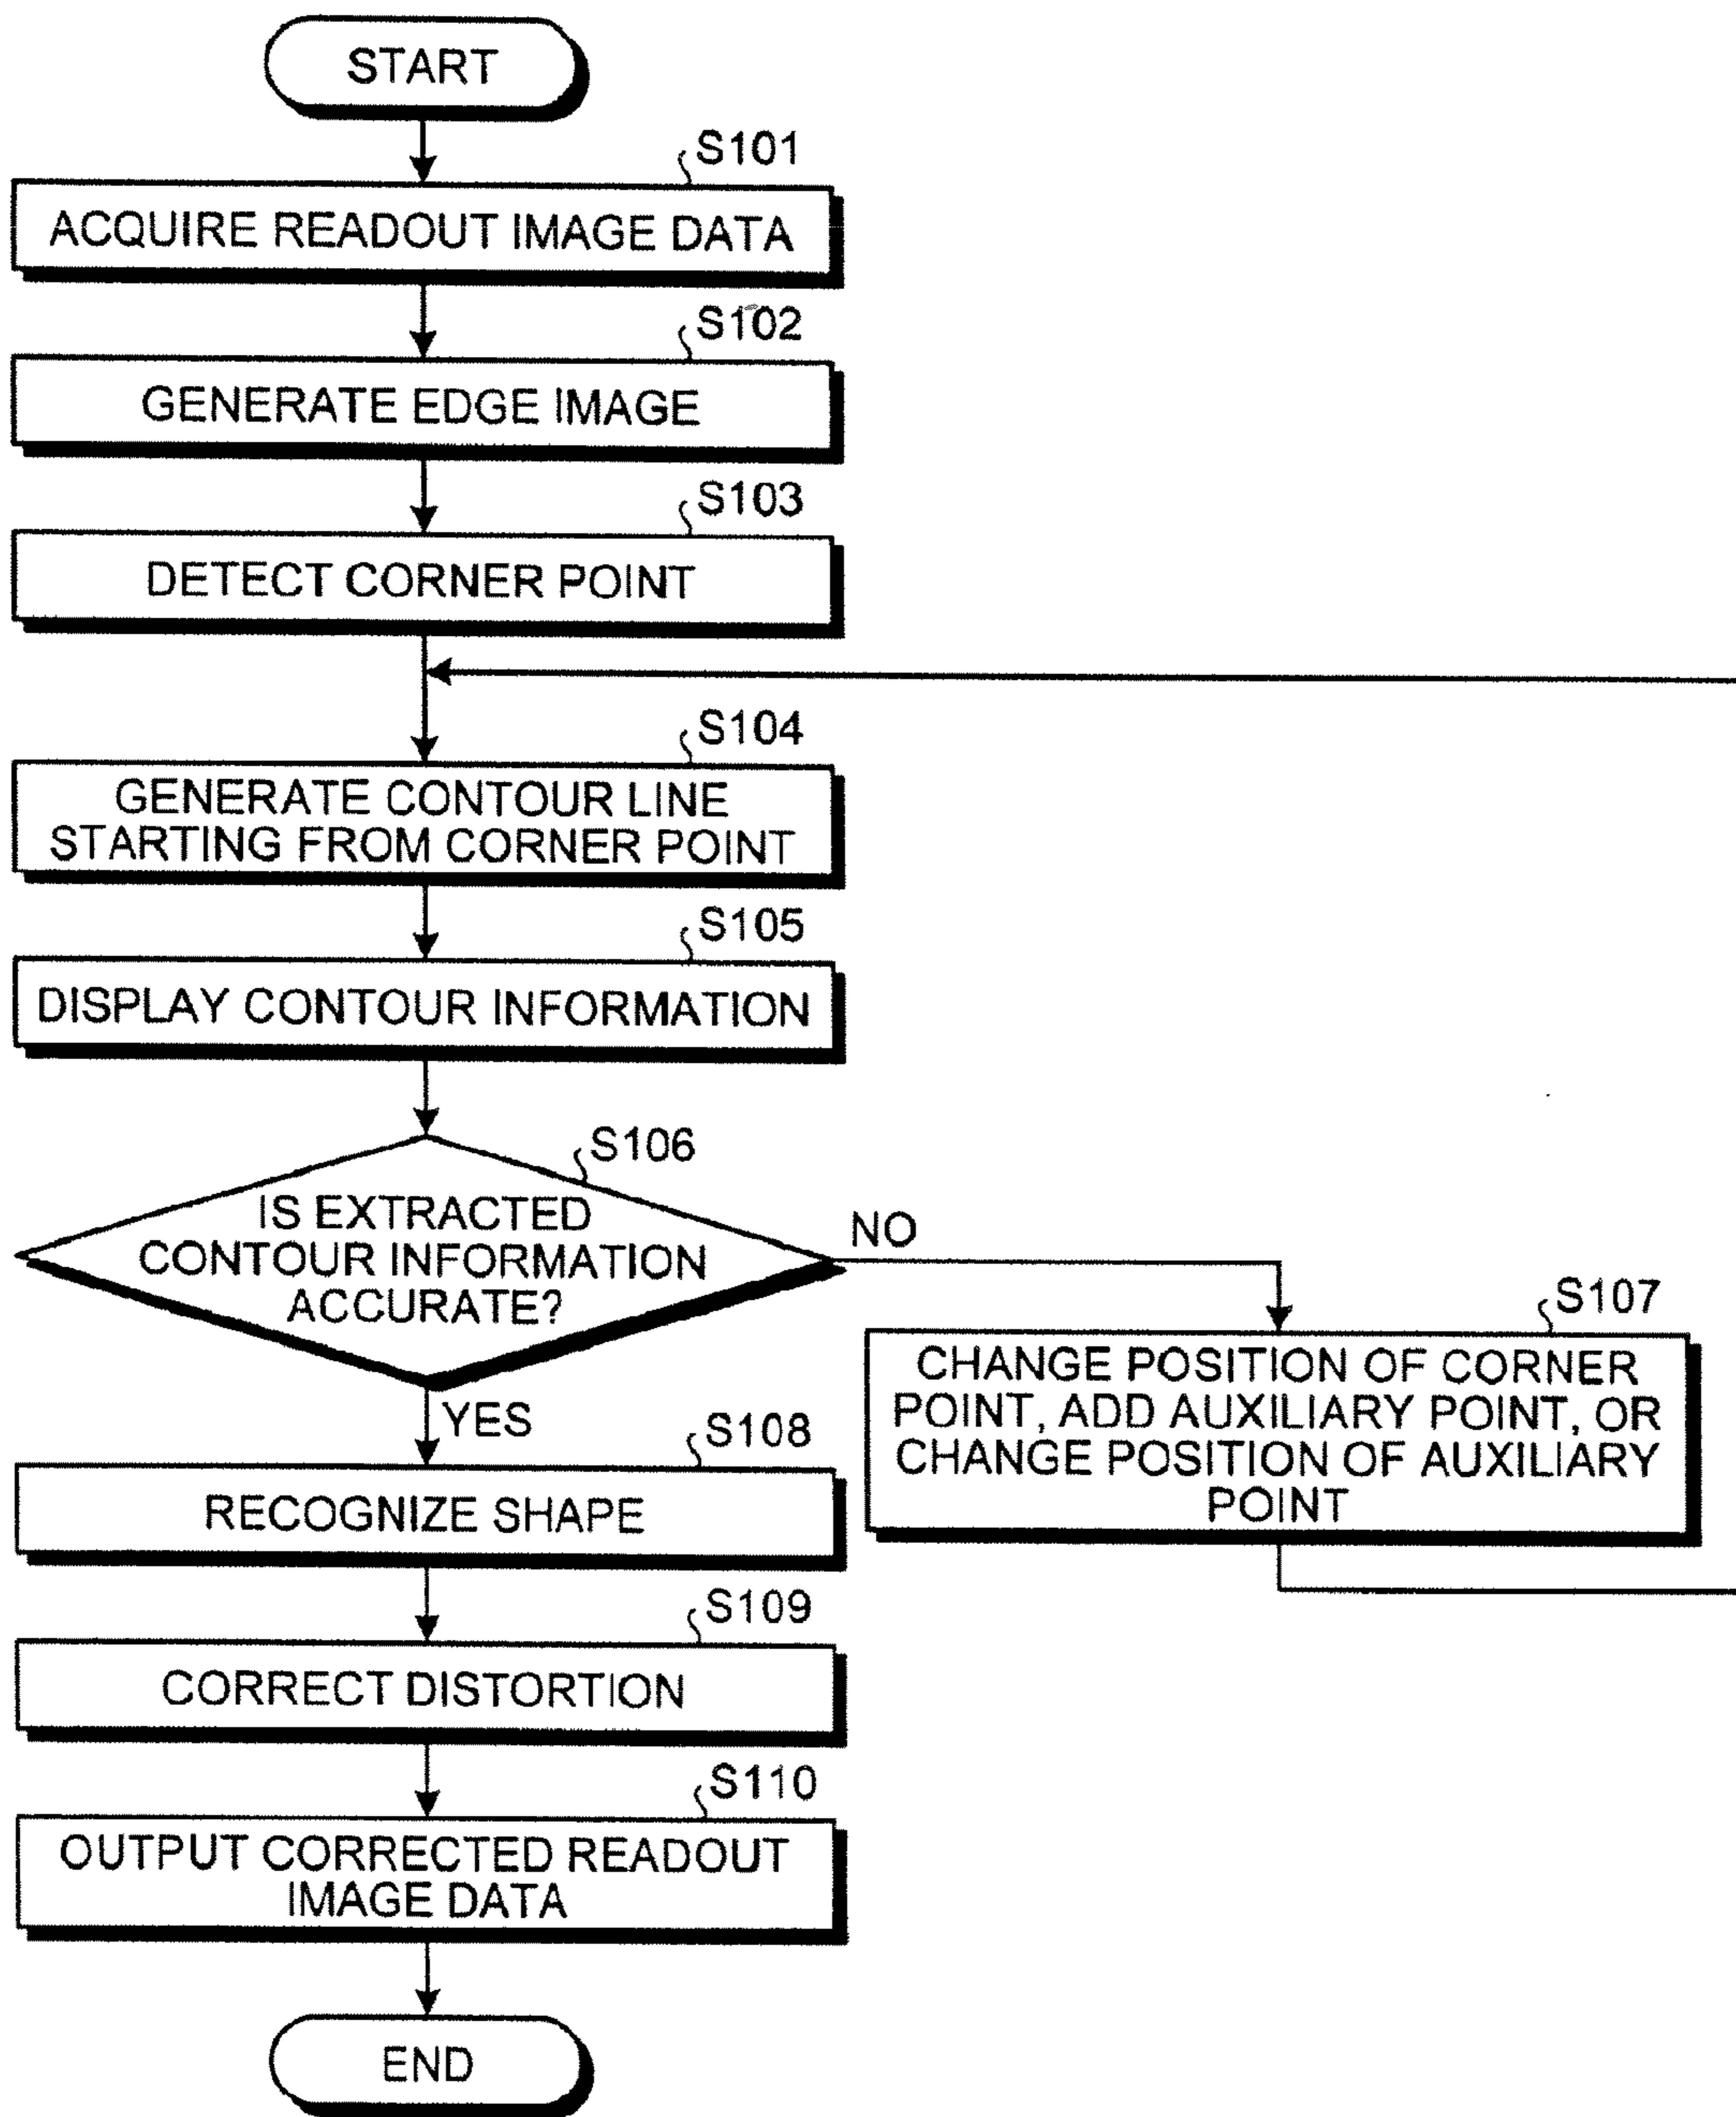 START
S101
ACQUIRE READOUT IMAGE DATA
S102
GENERATE EDGE IMAGE
S103
DETECT CORNER POINT
S104
GENERATE CONTOUR LINE
STARTING FROM CORNER POINT
S105
DISPLAY CONTOUR INFORMATION
S106
IS EXTRACTED
CONTOUR INFORMATION
ACCURATE?
NO
S107
CHANGE POSITION OF CORNER
POINT, ADD AUXILIARY POINT, OR
CHANGE POSITION OF AUXILIARY
POINT
YES
S108
RECOGNIZE SHAPE
S109
CORRECT DISTORTION
S110
OUTPUT CORRECTED READOUT
IMAGE DATA
END